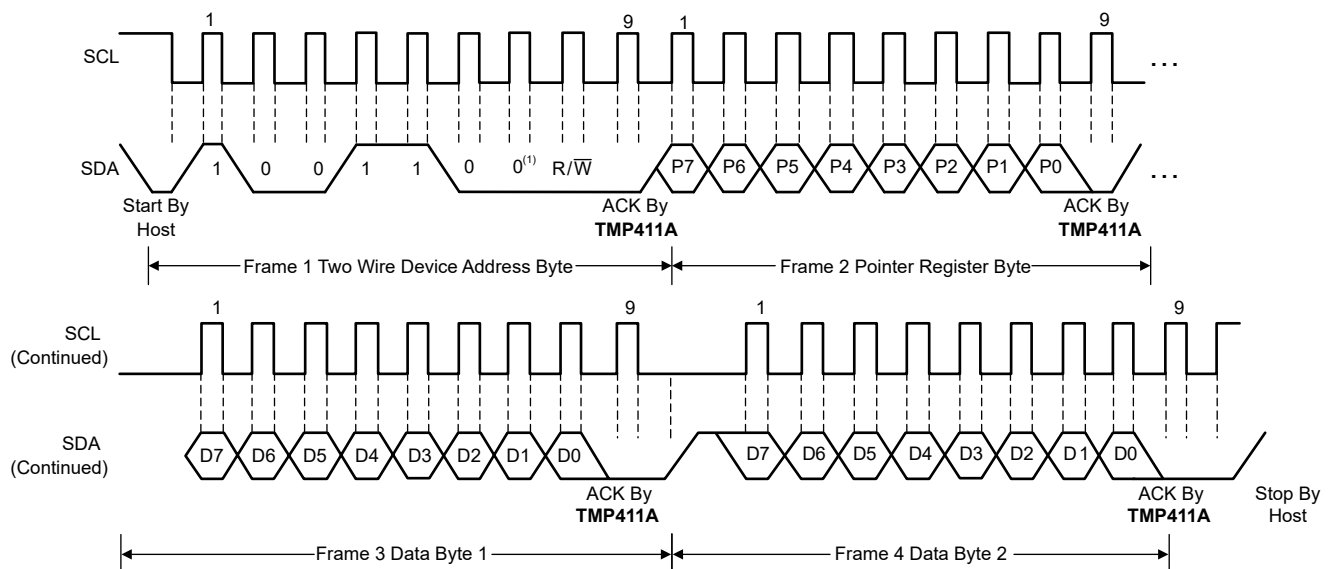 1 9 1 9
SCL ...
SDA 1 0 0 1 1 0 0(1) R/W̅ P7 P6 P5 P4 P3 P2 P1 P0 ...
Start By ACK By ACK By
Host TMP411A TMP411A
Frame 1 Two Wire Device Address Byte Frame 2 Pointer Register Byte
1 9 1 9
SCL
(Continued)
SDA
(Continued)
D7 D6 D5 D4 D3 D2 D1 D0 D7 D6 D5 D4 D3 D2 D1 D0
ACK By ACK By Stop By
TMP411A TMP411A Host
Frame 3 Data Byte 1 Frame 4 Data Byte 2